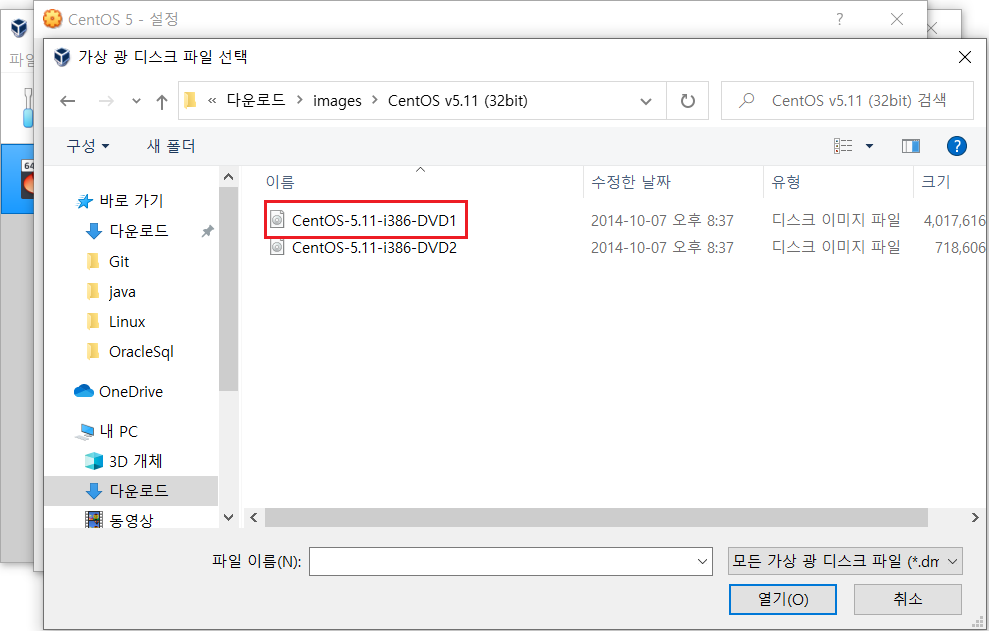 CentOS 5 - 설정
?
파일
64
가상 광 디스크 파일 선택
« 다운로드 > images > CentOS v5.11 (32bit)
CentOS v5.11 (32bit) 검색
구성
새 폴더
?
이름
수정한 날짜
유형
크기
CentOS-5.11-i386-DVD1 2014-10-07 오후 8:37 디스크 이미지 파일 4,017,616
CentOS-5.11-i386-DVD2 2014-10-07 오후 8:37 디스크 이미지 파일 718,606
바로 가기
다운로드
Git
java
Linux
OracleSql
OneDrive
내 PC
3D 개체
다운로드
동영상
파일 이름(N):
모든 가상 광 디스크 파일 (*.dm
열기(O)
취소